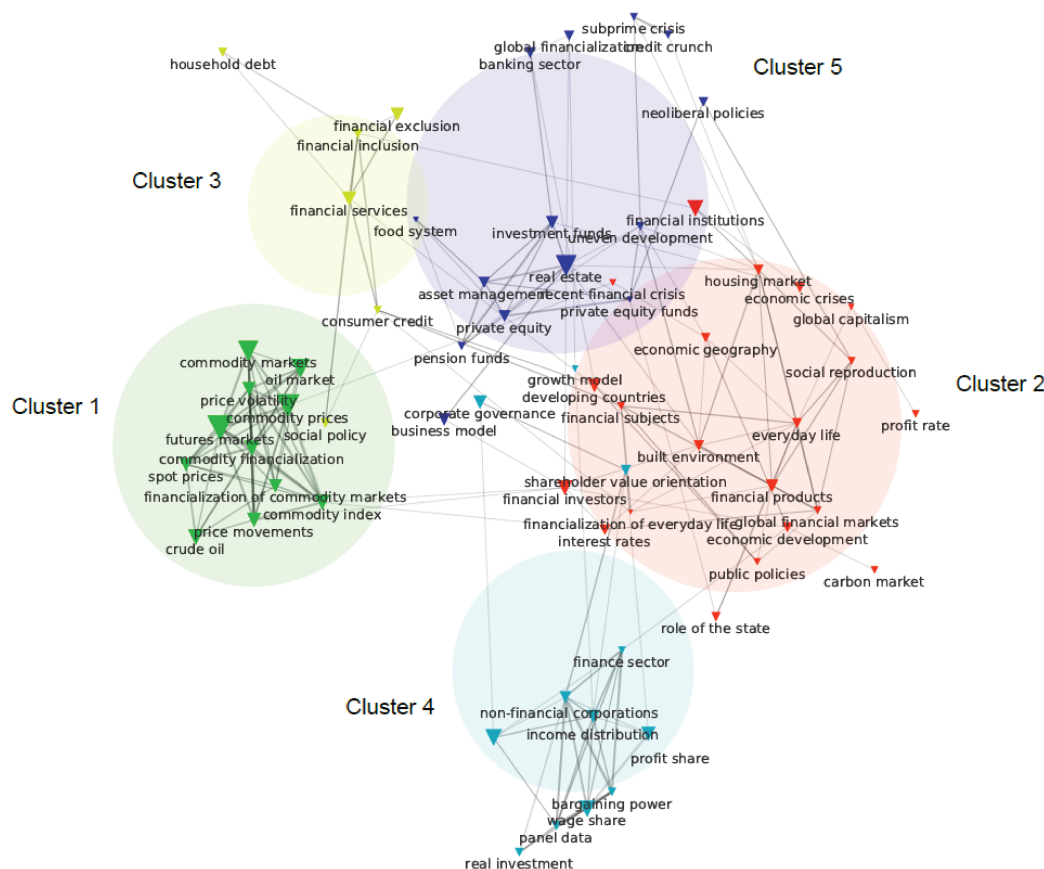 subprime crisis
global financialization
credit crunch
household debt
banking sector
Cluster 5
neoliberal policies
financial exclusion
financial inclusion
Cluster 3
financial services
food system
investment funds
financial institutions
uneven development
real estate
housing market
asset management
recent financial crisis
economic crises
private equity funds
consumer credit
private equity
global capitalism
pension funds
economic geography
commodity markets
oil market
social reproduction
growth model
Cluster 2
price volatility
developing countries
Cluster 1
commodity prices
corporate governance
financial subjects
profit rate
futures markets
social policy
business model
everyday life
commodity financialization
built environment
spot prices
shareholder value orientation
financialization of commodity markets
financial investors
financial products
commodity index
price movements
financialization of everyday life
global financial markets
crude oil
interest rates
economic development
public policies
carbon market
role of the state
finance sector
Cluster 4
non-financial corporations
income distribution
profit share
bargaining power
wage share
panel data
real investment